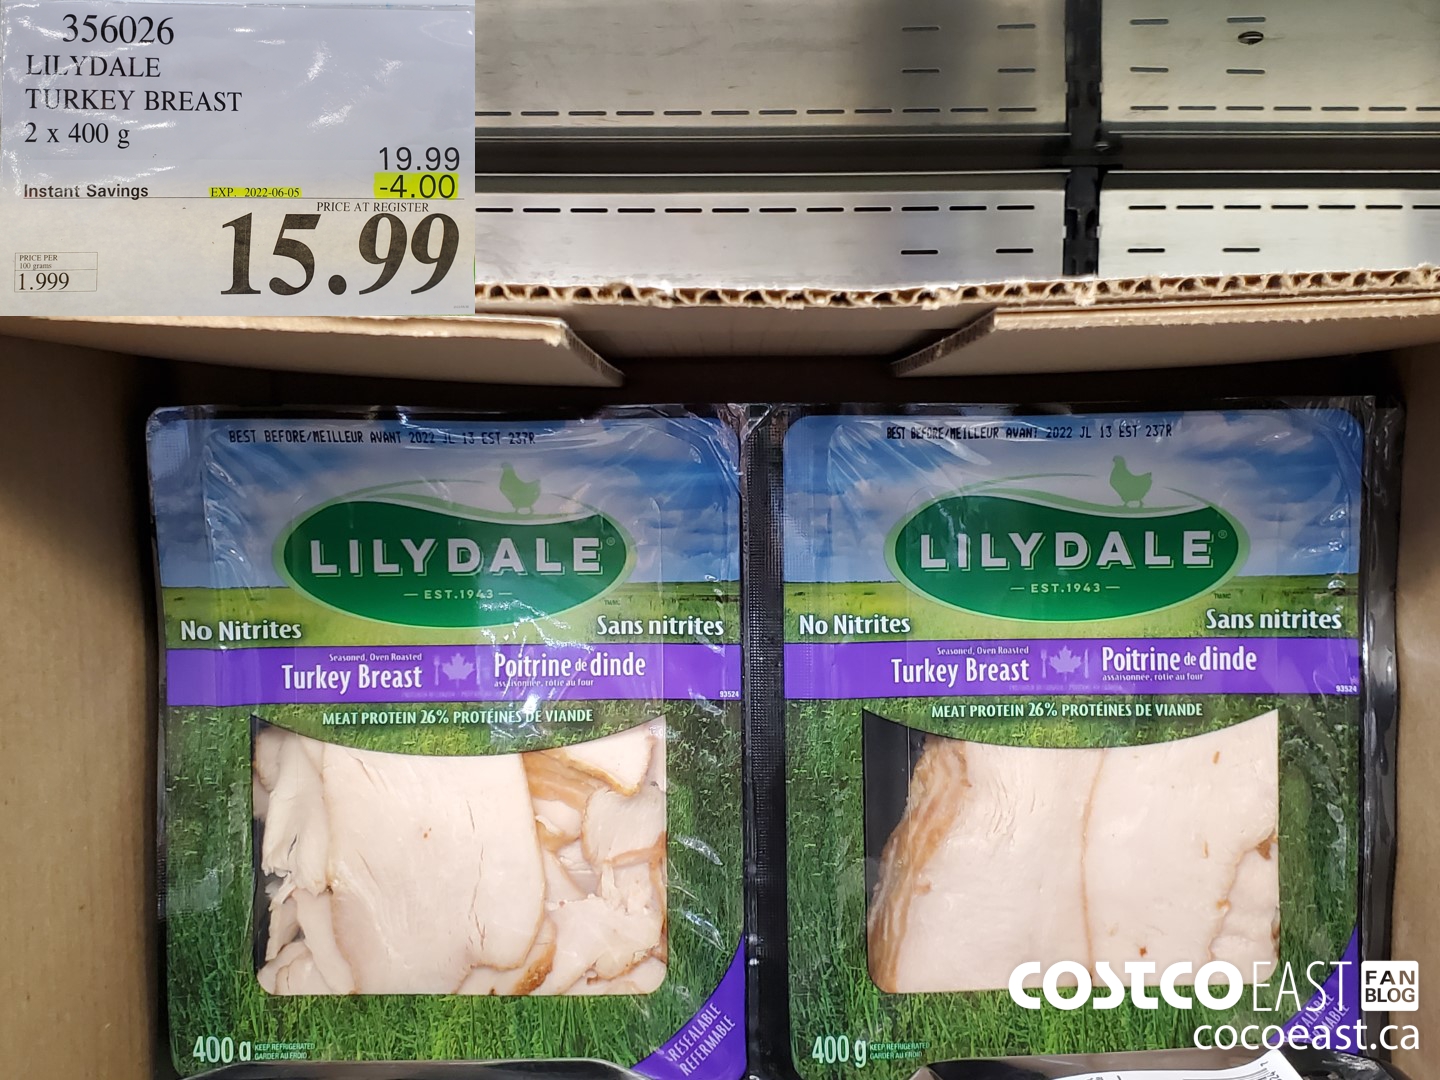 356026
LILYDALE
TURKEY BREAST
2 x 400 g
19.99
Instant Savings
EXP. 2022-06-05
-4.00
PRICE AT REGISTER
15.99
PRICE PER
100 grams
1.999
BEST BEFORE/MEILLEUR AVANT 2022 JL 13 EST 237R
LILYDALE®
EST.1943
No Nitrites
Sans nitrites
Seasoned, Oven Roasted
Turkey Breast
Poitrine de dinde
assaisonnée, rôtie au four
93524
MEAT PROTEIN 26% PROTÉINES DE VIANDE
RESEALABLE
REFERMABLE
400 g
KEEP REFRIGERATED
GARDER AU FROID
BEST BEFORE/MEILLEUR AVANT 2022 JL 13 EST 237R
LILYDALE®
EST.1943
No Nitrites
Sans nitrites
Seasoned, Oven Roasted
Turkey Breast
Poitrine de dinde
assaisonnée, rôtie au four
93524
MEAT PROTEIN 26% PROTÉINES DE VIANDE
400 g
KEEP REFRIGERATED
GARDER AU FROID
COSTCO EAST FAN BLOG
cocoeast.ca